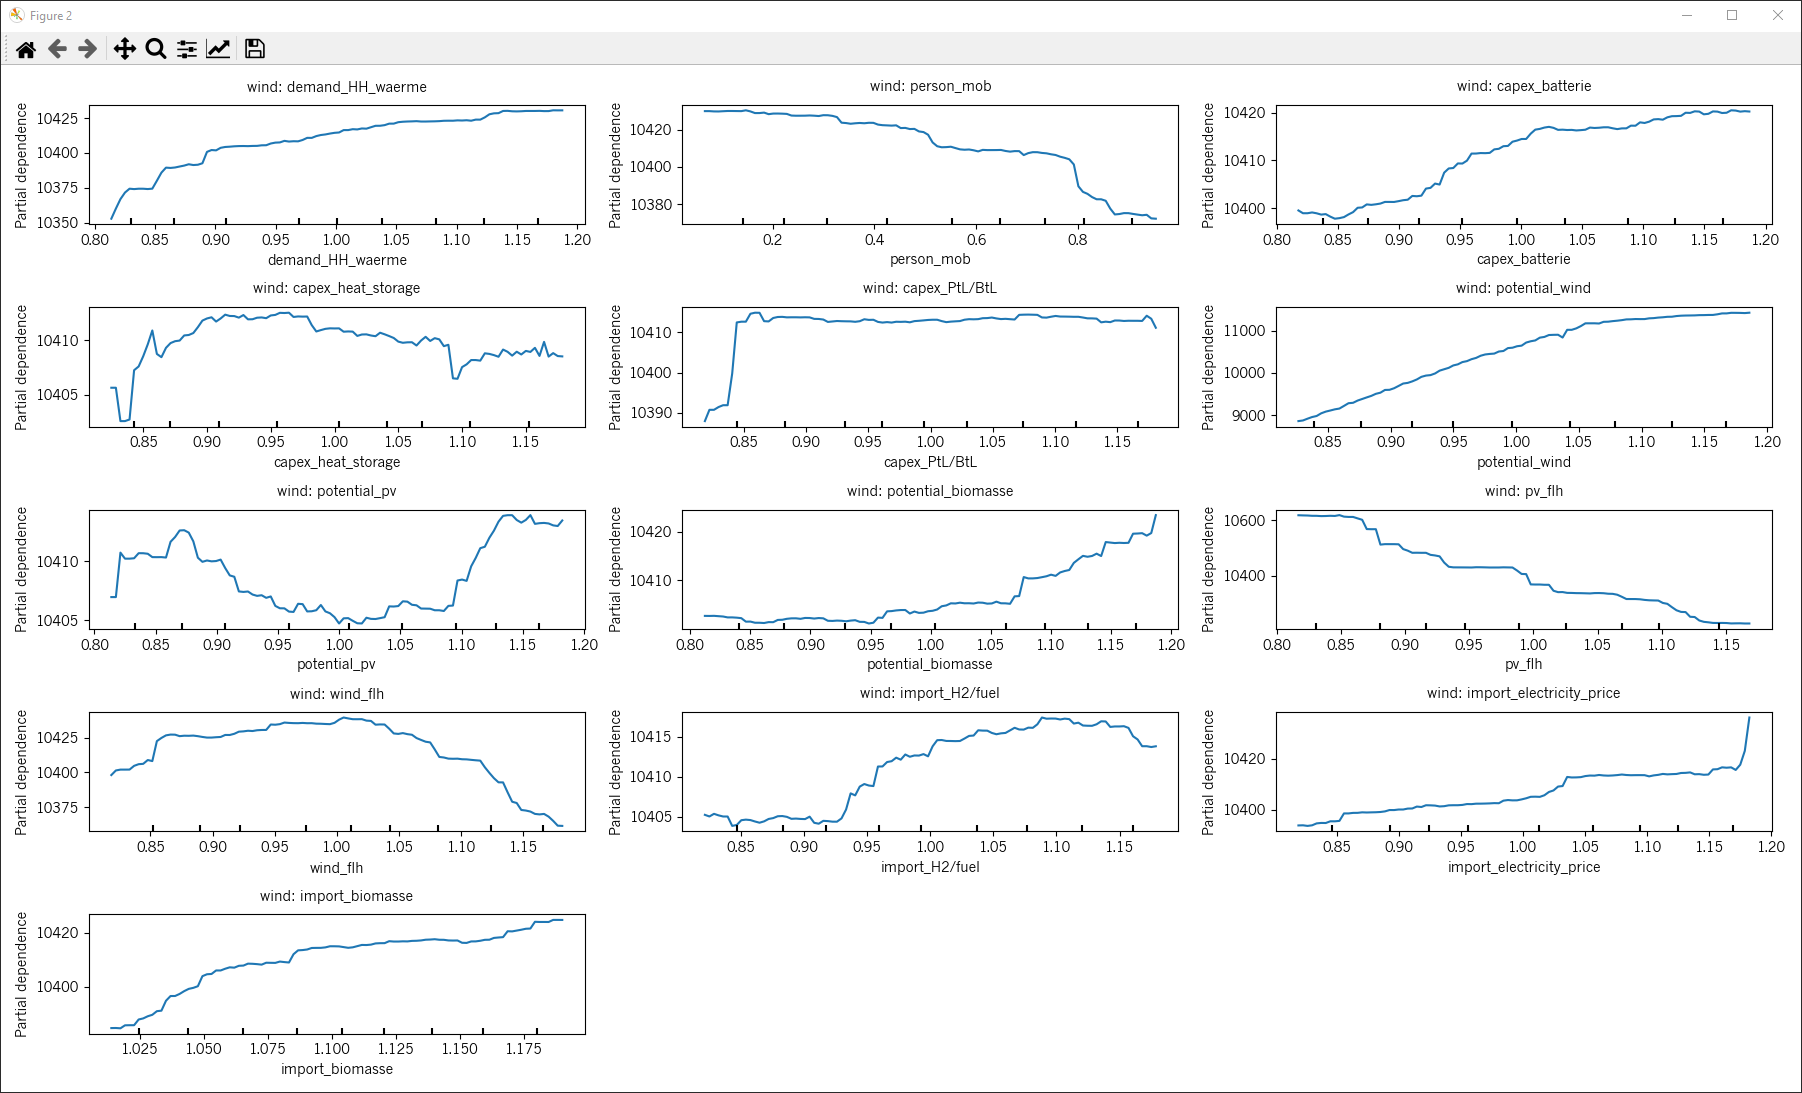 Figure 2
wind: demand_HH_waerme
Partial dependence
10425
10400
10375
10350
0.80 0.85 0.90 0.95 1.00 1.05 1.10 1.15 1.20
demand_HH_waerme
wind: person_mob
Partial dependence
10420
10400
10380
0.2 0.4 0.6 0.8
person_mob
wind: capex_batterie
Partial dependence
10420
10410
10400
0.80 0.85 0.90 0.95 1.00 1.05 1.10 1.15 1.20
capex_batterie
wind: capex_heat_storage
Partial dependence
10410
10405
0.85 0.90 0.95 1.00 1.05 1.10 1.15
capex_heat_storage
wind: capex_PtL/BtL
Partial dependence
10410
10400
10390
0.85 0.90 0.95 1.00 1.05 1.10 1.15
capex_PtL/BtL
wind: potential_wind
Partial dependence
11000
10000
9000
0.85 0.90 0.95 1.00 1.05 1.10 1.15 1.20
potential_wind
wind: potential_pv
Partial dependence
10410
10405
0.80 0.85 0.90 0.95 1.00 1.05 1.10 1.15 1.20
potential_pv
wind: potential_biomasse
Partial dependence
10420
10410
0.80 0.85 0.90 0.95 1.00 1.05 1.10 1.15 1.20
potential_biomasse
wind: pv_flh
Partial dependence
10600
10400
0.80 0.85 0.90 0.95 1.00 1.05 1.10 1.15
pv_flh
wind: wind_flh
Partial dependence
10425
10400
10375
0.85 0.90 0.95 1.00 1.05 1.10 1.15
wind_flh
wind: import_H2/fuel
Partial dependence
10415
10410
10405
0.85 0.90 0.95 1.00 1.05 1.10 1.15
import_H2/fuel
wind: import_electricity_price
Partial dependence
10420
10400
0.85 0.90 0.95 1.00 1.05 1.10 1.15 1.20
import_electricity_price
wind: import_biomasse
Partial dependence
10420
10400
1.025 1.050 1.075 1.100 1.125 1.150 1.175
import_biomasse